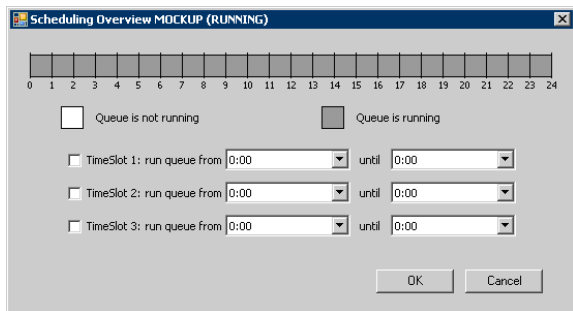 Scheduling Overview MOCKUP (RUNNING)
0 1 2 3 4 5 6 7 8 9 10 11 12 13 14 15 16 17 18 19 20 21 22 23 24
Queue is not running Queue is running
TimeSlot 1: run queue from 0:00 until 0:00
TimeSlot 2: run queue from 0:00 until 0:00
TimeSlot 3: run queue from 0:00 until 0:00
OK Cancel